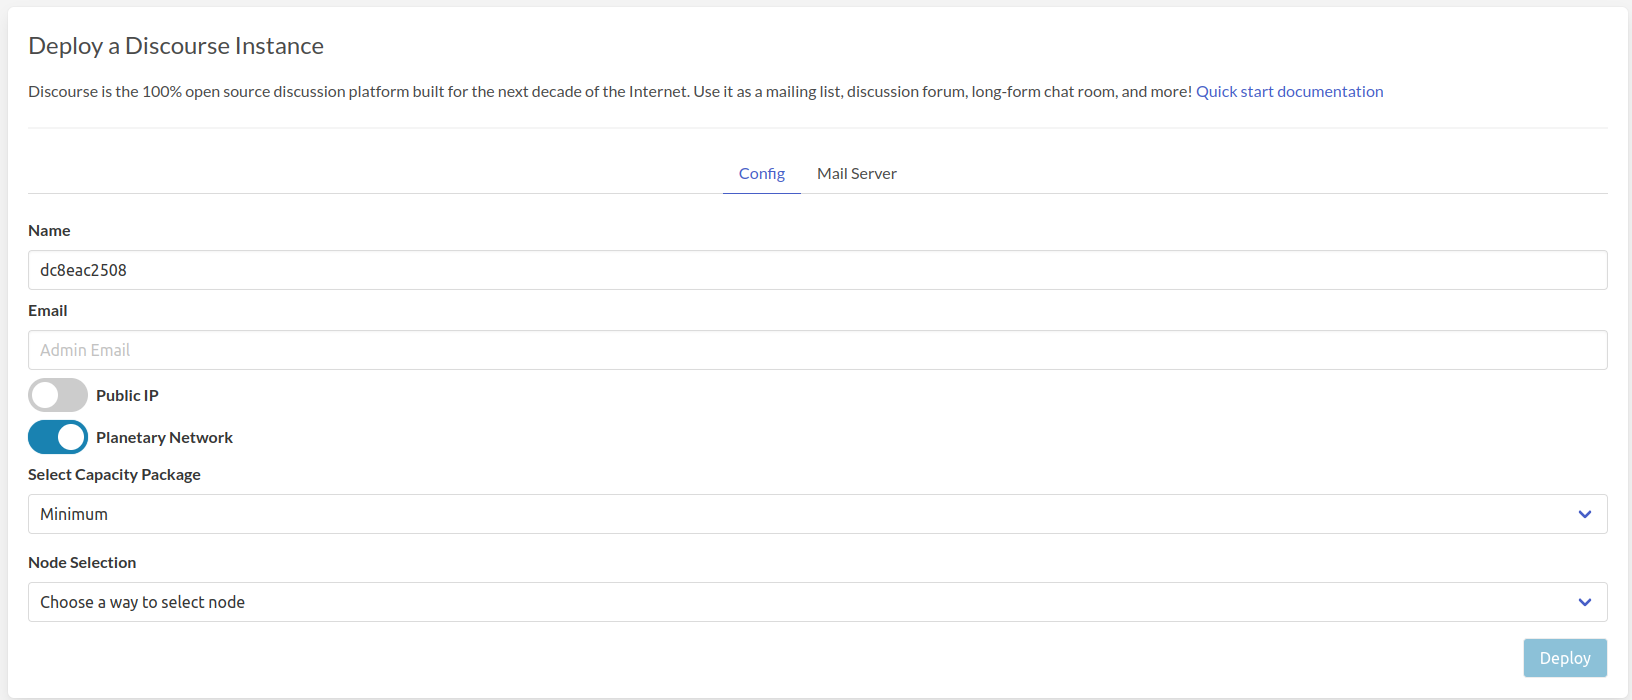 Deploy a Discourse Instance
Discourse is the 100% open source discussion platform built for the next decade of the Internet. Use it as a mailing list, discussion forum, long-form chat room, and more! Quick start documentation
Config Mail Server
Name
dc8eac2508
Email
Admin Email
Public IP
Planetary Network
Select Capacity Package
Minimum
Node Selection
Choose a way to select node
Deploy